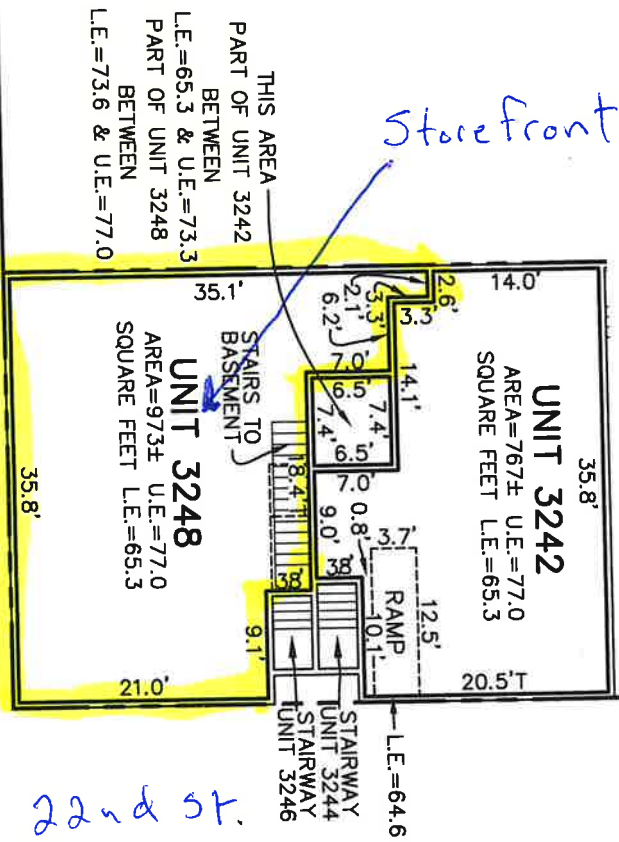 Storefront
THIS AREA
PART OF UNIT 3242
BETWEEN
L.E.=65.3 & U.E.=73.3
PART OF UNIT 3248
BETWEEN
L.E.=73.6 & U.E.=77.0
14.0'
2.6'
3.3'
2.1'
3.3'
6.2'
35.1'
7.0'
14.1'
6.5'
7.4'
7.4'
6.5'
7.0'
UNIT 3242
AREA=767± U.E.=77.0
SQUARE FEET L.E.=65.3
35.8'
STAIRS TO
BASEMENT
18.4'T
9.0'
0.8'
3.7'
RAMP
12.5'
10.1'
38'
38'
20.5'T
L.E.=64.6
UNIT 3248
AREA=973± U.E.=77.0
SQUARE FEET L.E.=65.3
35.8'
9.1'
21.0'
STAIRWAY
UNIT 3244
STAIRWAY
UNIT 3246
22nd St.